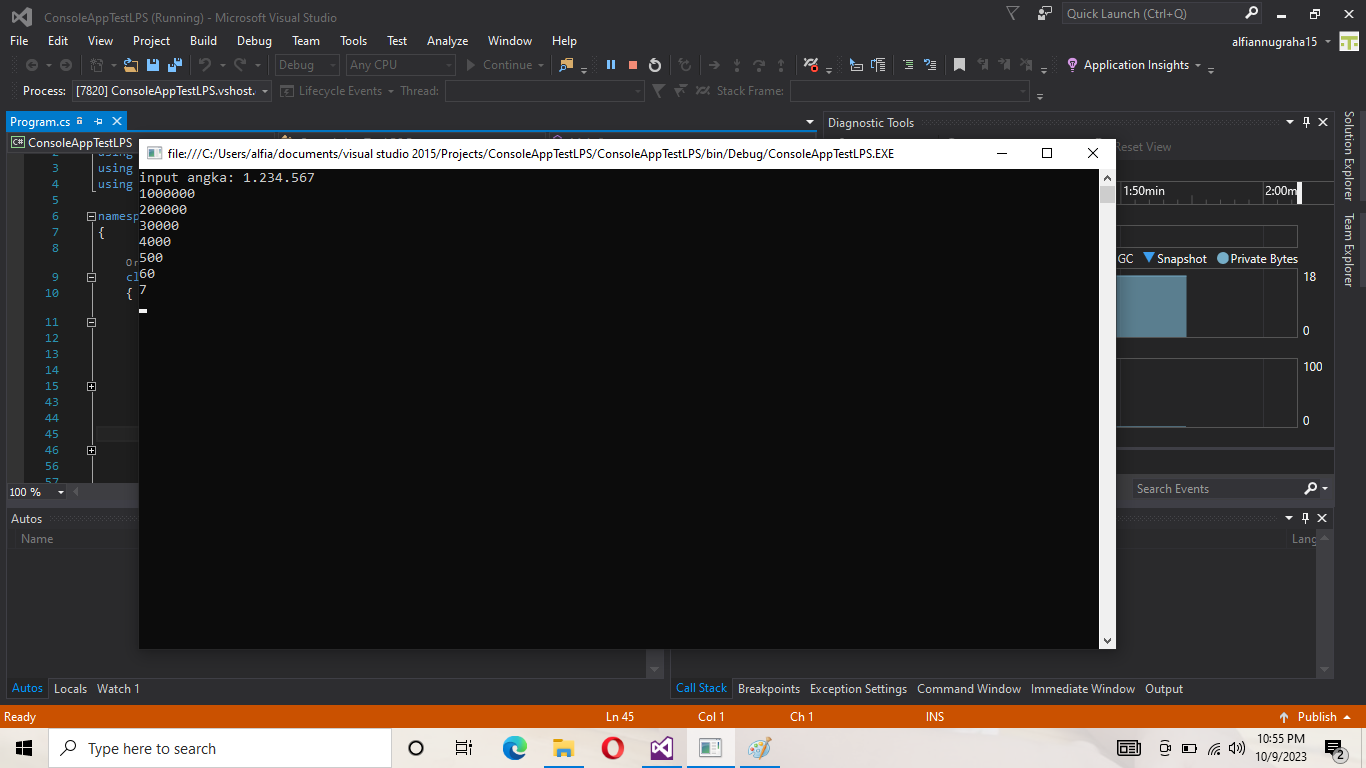 ConsoleAppTestLPS (Running) - Microsoft Visual Studio
Quick Launch (Ctrl+Q)
File Edit View Project Build Debug Team Tools Test Analyze Window Help
alfiannugraha15
Debug Any CPU Continue Application Insights
Process: [7820] ConsoleAppTestLPS.vshost. Lifecycle Events Thread: Stack Frame:
Program.cs
Diagnostic Tools
C# ConsoleAppTestLPS
Reset View
file:///C:/Users/alfia/documents/visual studio 2015/Projects/ConsoleAppTestLPS/ConsoleAppTestLPS/bin/Debug/ConsoleAppTestLPS.EXE
input angka: 1.234.567
1000000
200000
30000
4000
500
60
7
2 using
3 using
4 using
5
6 namesp
7 {
8
9 cl
10 {
11
12
13
14
15
43
44
45
46
56
57
1:50min 2:00m
GC Snapshot Private Bytes
18
0
100
0
Solution Explorer
Team Explorer
100 %
Search Events
Autos
Name
Lang
Autos Locals Watch 1
Call Stack Breakpoints Exception Settings Command Window Immediate Window Output
Ready Ln 45 Col 1 Ch 1 INS Publish
Type here to search
10:55 PM
10/9/2023
2